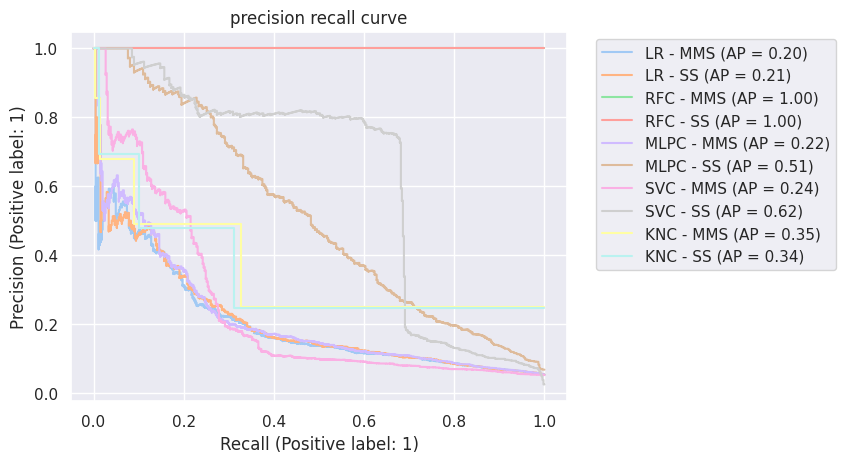 precision recall curve
1.0
0.8
0.6
0.4
0.2
0.0
Precision (Positive label: 1)
0.0 0.2 0.4 0.6 0.8 1.0
Recall (Positive label: 1)
LR - MMS (AP = 0.20)
LR - SS (AP = 0.21)
RFC - MMS (AP = 1.00)
RFC - SS (AP = 1.00)
MLPC - MMS (AP = 0.22)
MLPC - SS (AP = 0.51)
SVC - MMS (AP = 0.24)
SVC - SS (AP = 0.62)
KNC - MMS (AP = 0.35)
KNC - SS (AP = 0.34)